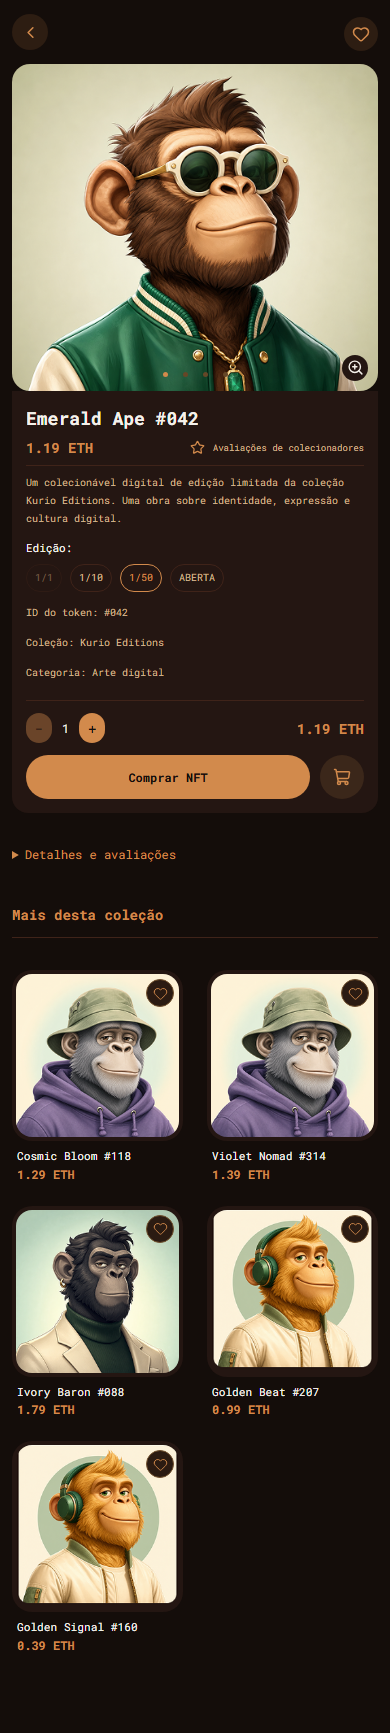 Emerald Ape #042
1.19 ETH
Avaliações de colecionadores
Um colecionável digital de edição limitada da coleção
Kurio Editions. Uma obra sobre identidade, expressão e
cultura digital.
Edição:
1/1 1/10 1/50 ABERTA
ID do token: #042
Coleção: Kurio Editions
Categoria: Arte digital
- 1 +
1.19 ETH
Comprar NFT
Detalhes e avaliações
Mais desta coleção
Cosmic Bloom #118
1.29 ETH
Violet Nomad #314
1.39 ETH
Ivory Baron #088
1.79 ETH
Golden Beat #207
0.99 ETH
Golden Signal #160
0.39 ETH